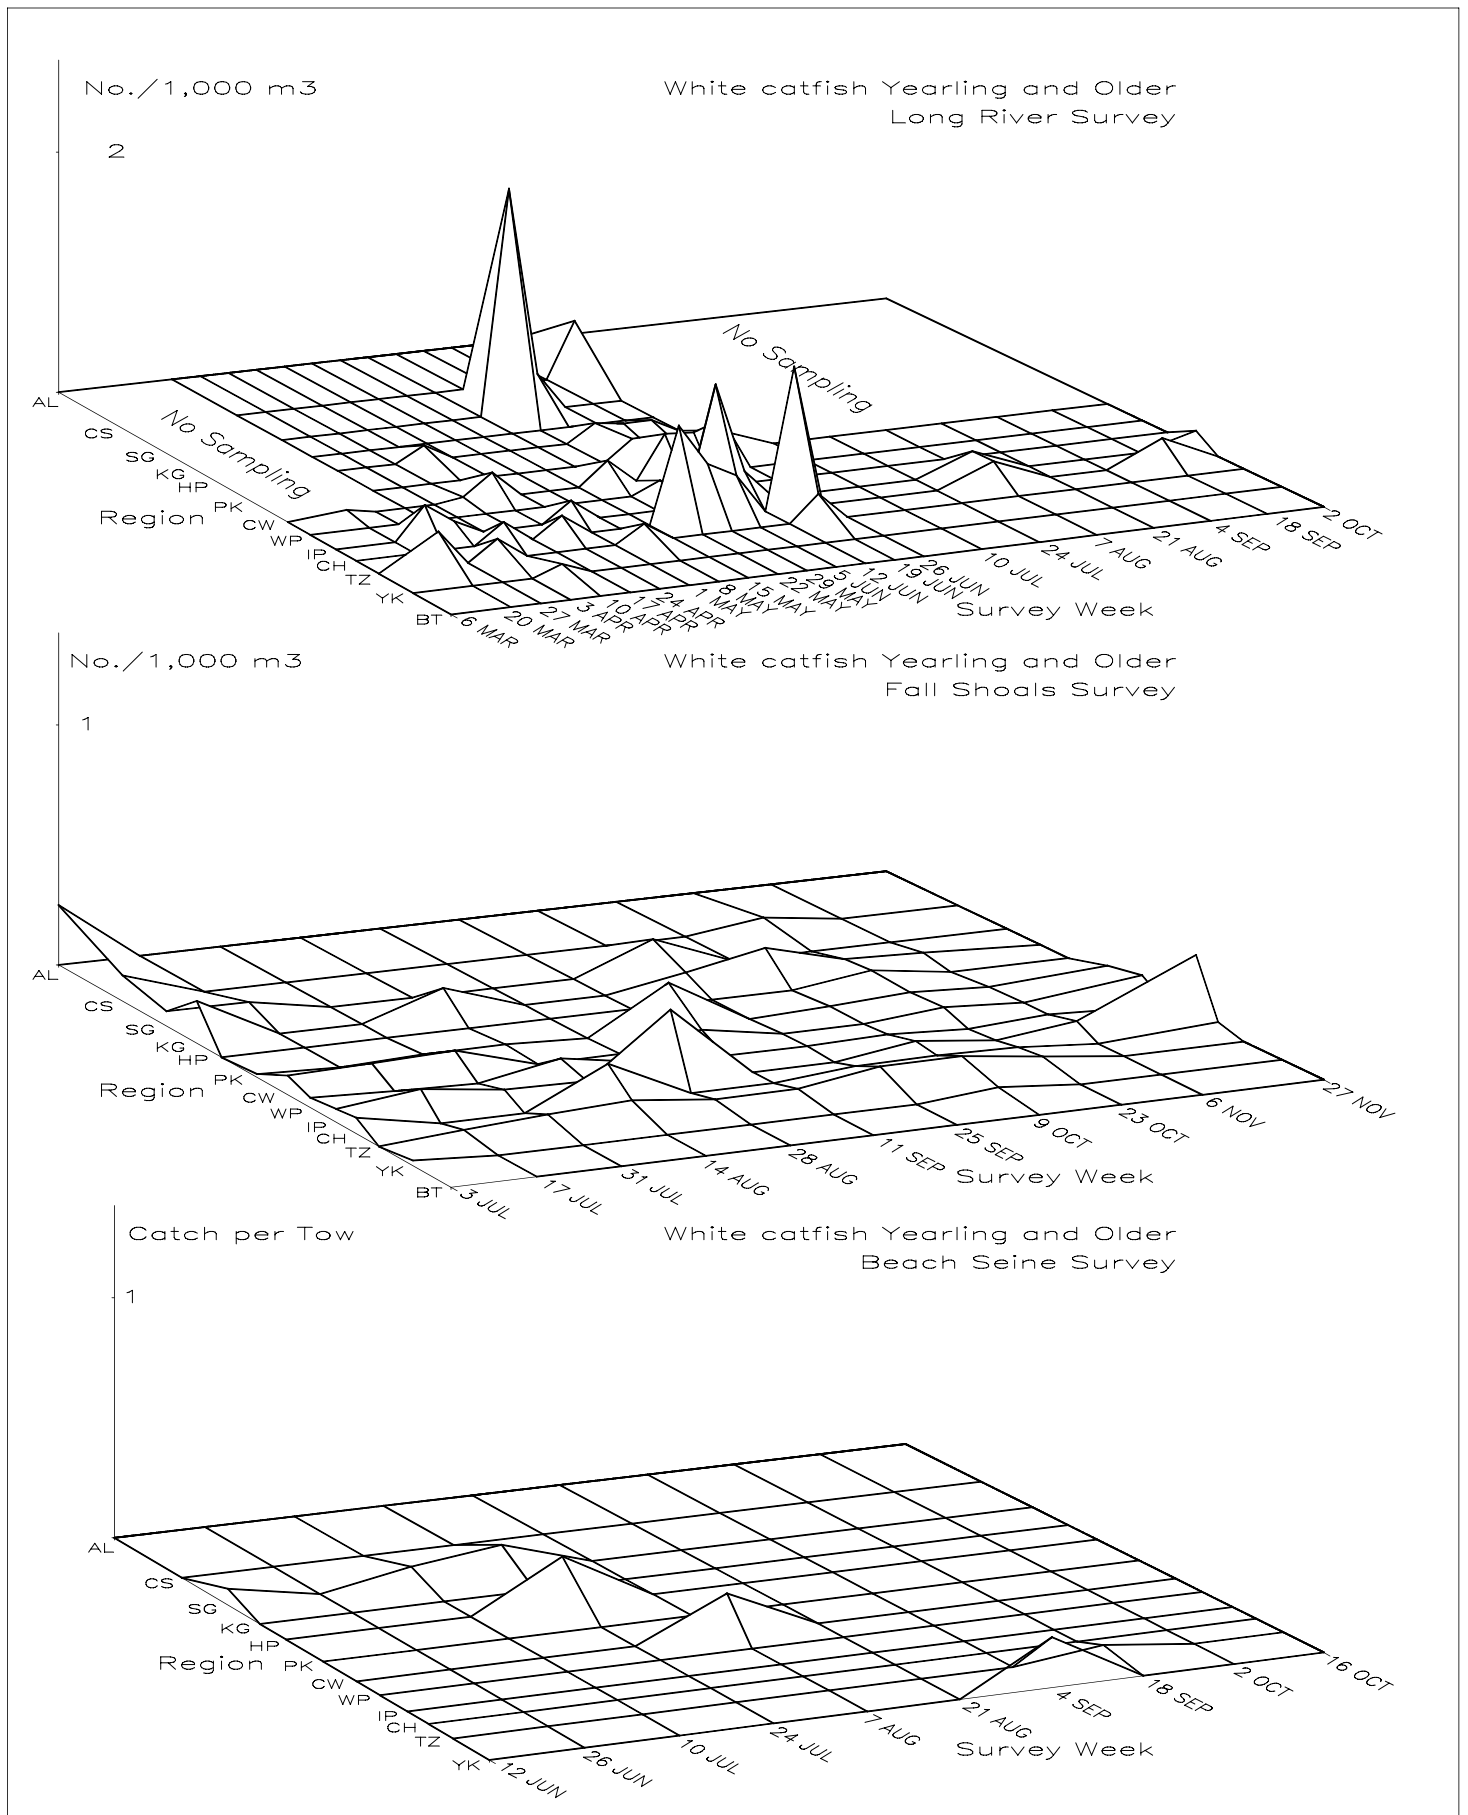 No./1,000 m3
White catfish Yearling and Older
Long River Survey
2
No Sampling
No Sampling
AL
CS
SG
KG
HP
PK
CW
WP
IP
CH
TZ
YK
BT
Region
6 MAR
20 MAR
27 MAR
3 APR
10 APR
17 APR
24 APR
1 MAY
8 MAY
15 MAY
22 MAY
29 MAY
5 JUN
12 JUN
19 JUN
26 JUN
10 JUL
24 JUL
7 AUG
21 AUG
4 SEP
18 SEP
2 OCT
Survey Week
No./1,000 m3
White catfish Yearling and Older
Fall Shoals Survey
1
AL
CS
SG
KG
HP
PK
CW
WP
IP
CH
TZ
YK
BT
Region
3 JUL
17 JUL
31 JUL
14 AUG
28 AUG
11 SEP
25 SEP
9 OCT
23 OCT
6 NOV
27 NOV
Survey Week
Catch per Tow
White catfish Yearling and Older
Beach Seine Survey
1
AL
CS
SG
KG
HP
PK
CW
WP
IP
CH
TZ
YK
Region
12 JUN
26 JUN
10 JUL
24 JUL
7 AUG
21 AUG
4 SEP
18 SEP
2 OCT
16 OCT
Survey Week